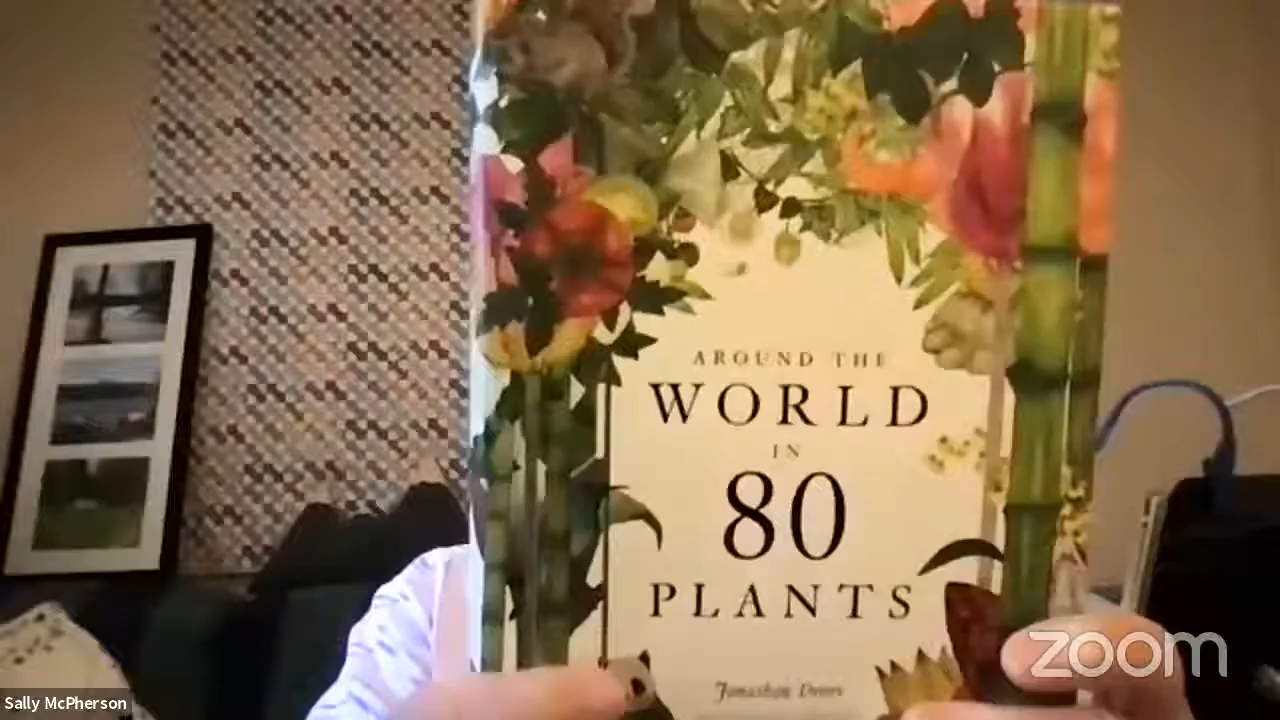 AROUND THE
WORLD
IN
80
PLANTS
Jonathan Drori
zoom
Sally McPherson